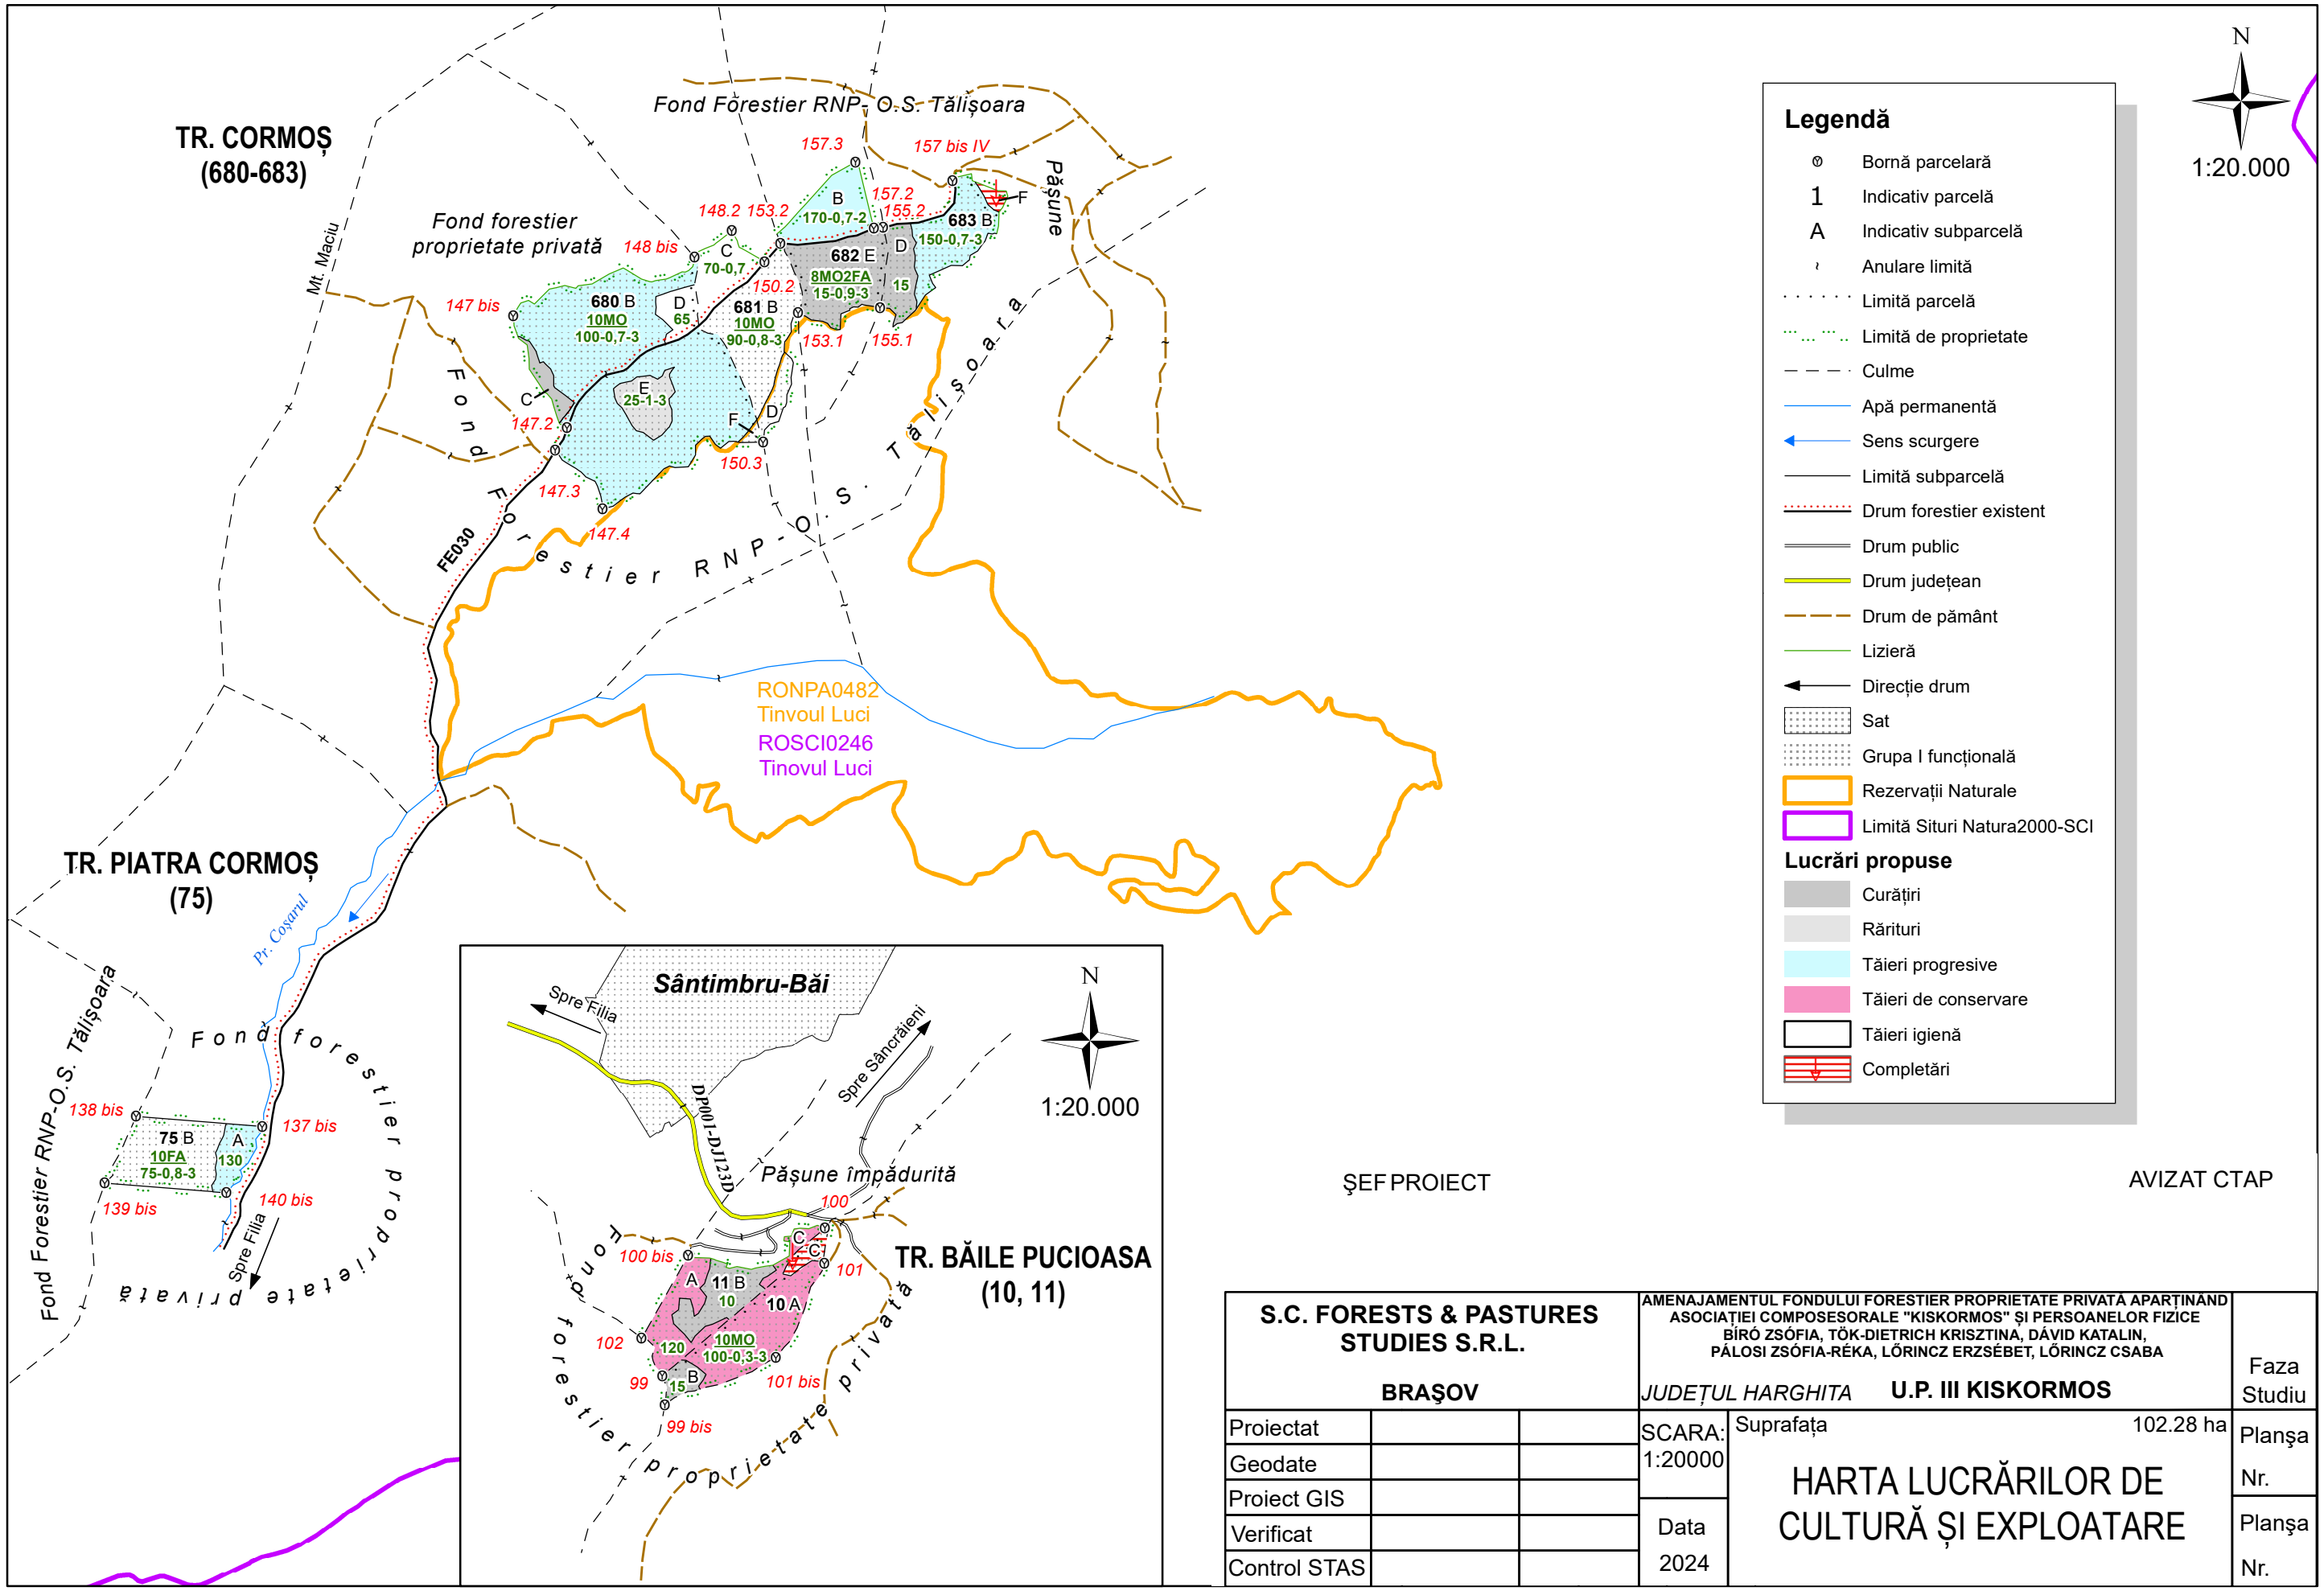 TR. CORMOȘ
(680-683)
Fond Forestier RNP- O.S. Tălișoara
157.3
157 bis IV
Pășune
F
Fond forestier
proprietate privată
Mt. Maciu
148.2
153.2
148 bis
B
170-0,7-2
157.2
155.2
683 B
150-0,7-3
C
70-0,7
682 E
8MO2FA
15-0,9-3
D
15
147 bis
680 B
10MO
100-0,7-3
D
65
150.2
681 B
10MO
90-0,8-3
153.1
155.1
E
25-1-3
C
F
D
147.2
150.3
147.3
147.4
Fond Forestier RNP-O.S. Tălișoara
FE030
RONPA0482
Tinvoul Luci
ROSCI0246
Tinovul Luci
TR. PIATRA CORMOȘ
(75)
Pr. Coșarul
Fond Forestier RNP-O.S. Tălișoara
Fond forestier proprietate privată
138 bis
137 bis
75 B
10FA
75-0,8-3
A
130
139 bis
140 bis
Spre Filia
Sântimbru-Băi
Spre Filia
N
1:20.000
Spre Sâncrăieni
DP001-DJ123D
Pășune împădurită
100
100 bis
C
C
101
TR. BĂILE PUCIOASA
(10, 11)
A
11 B
10
10 A
102
120
10MO
100-0,3-3
99
15
B
101 bis
99 bis
Fond forestier proprietate privată
N
1:20.000
Legendă
Bornă parcelară
1 Indicativ parcelă
A Indicativ subparcelă
Anulare limită
Limită parcelă
Limită de proprietate
Culme
Apă permanentă
Sens scurgere
Limită subparcelă
Drum forestier existent
Drum public
Drum județean
Drum de pământ
Lizieră
Direcție drum
Sat
Grupa I funcțională
Rezervații Naturale
Limită Situri Natura2000-SCI
Lucrări propuse
Curățiri
Rărituri
Tăieri progresive
Tăieri de conservare
Tăieri igienă
Completări
ŞEF PROIECT
AVIZAT CTAP
S.C. FORESTS & PASTURES
STUDIES S.R.L.
BRAŞOV
AMENAJAMENTUL FONDULUI FORESTIER PROPRIETATE PRIVATĂ APARȚINÂND
ASOCIAȚIEI COMPOSESORALE "KISKORMOS" ȘI PERSOANELOR FIZICE
BÍRÓ ZSÓFIA, TÖK-DIETRICH KRISZTINA, DÁVID KATALIN,
PÁLOSI ZSÓFIA-RÉKA, LŐRINCZ ERZSÉBET, LŐRINCZ CSABA
JUDEȚUL HARGHITA U.P. III KISKORMOS
Faza
Studiu
Proiectat
Geodate
Proiect GIS
Verificat
Control STAS
SCARA:
1:20000
Data
2024
Suprafața 102.28 ha
HARTA LUCRĂRILOR DE
CULTURĂ ȘI EXPLOATARE
Planşa
Nr.
Planşa
Nr.